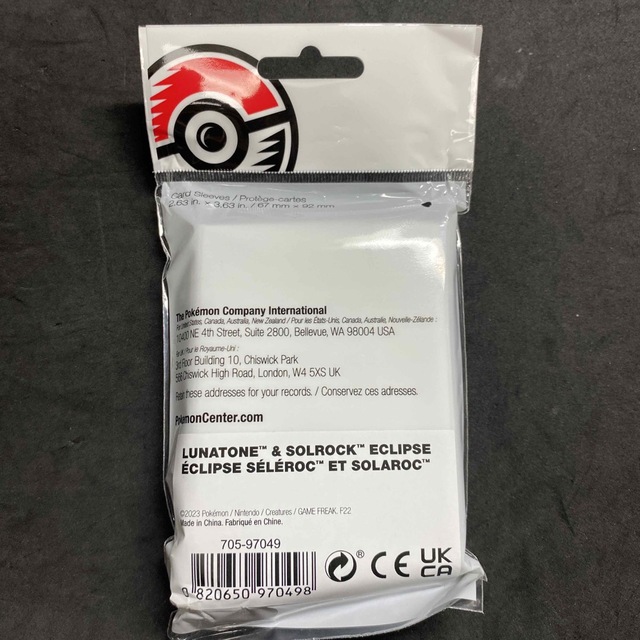 Card Sleeves / Protège-cartes
2.63 in. × 3.63 in. / 67 mm × 92 mm
The Pokémon Company International
For United States, Canada, Australia, New Zealand / Pour les États-Unis, Canada, Australie, Nouvelle-Zélande :
10400 NE 4th Street, Suite 2800, Bellevue, WA 98004 USA
For UK / Pour le Royaume-Uni :
3rd Floor Building 10, Chiswick Park
566 Chiswick High Road, London, W4 5XS UK
Retain these addresses for your records. / Conservez ces adresses.
PokemonCenter.com
LUNATONE™ & SOLROCK™ ECLIPSE
ÉCLIPSE SÉLÉROC™ ET SOLAROC™
©2023 Pokémon / Nintendo / Creatures / GAME FREAK. F22
Made in China. Fabriqué en Chine.
705-97049
0 820650 970498
® CE UK
CA